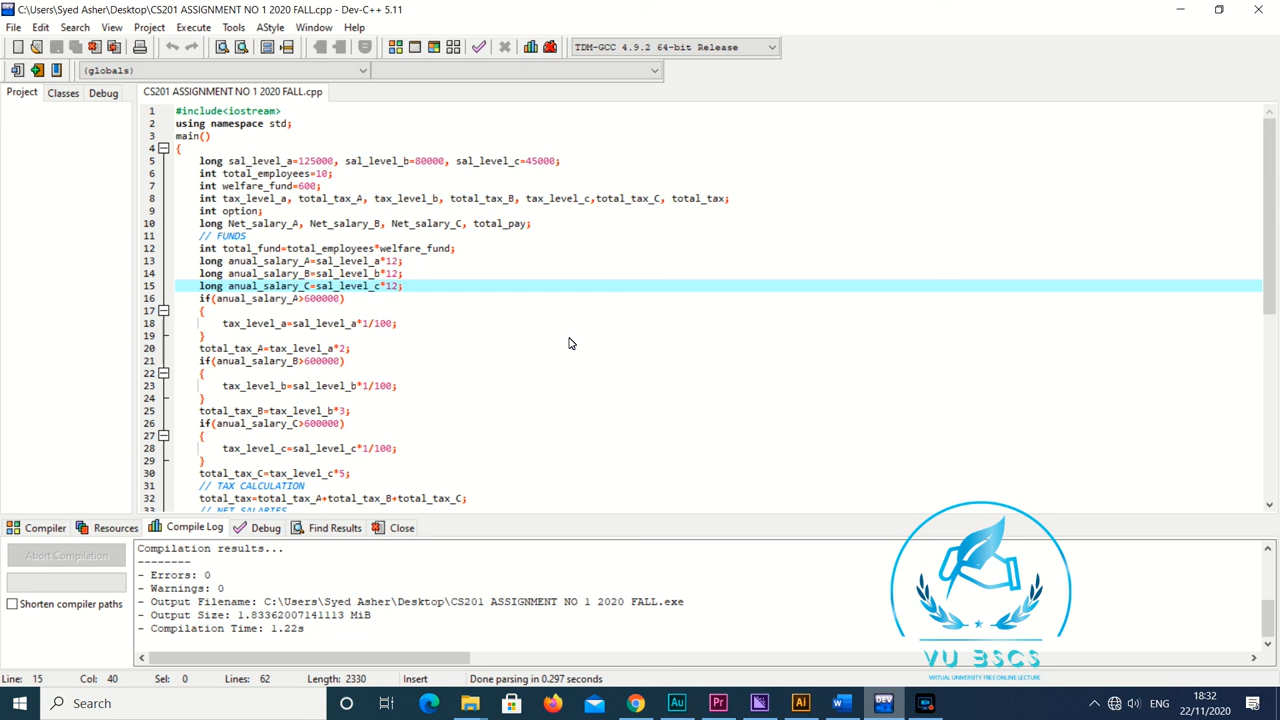 C:\Users\Syed Asher\Desktop\CS201 ASSIGNMENT NO 1 2020 FALL.cpp - Dev-C++ 5.11
File Edit Search View Project Execute Tools AStyle Window Help
TDM-GCC 4.9.2 64-bit Release
(globals)
Project Classes Debug
CS201 ASSIGNMENT NO 1 2020 FALL.cpp
1 #include<iostream>
2 using namespace std;
3 main()
4 {
5 long sal_level_a=125000, sal_level_b=80000, sal_level_c=45000;
6 int total_employees=10;
7 int welfare_fund=600;
8 int tax_level_a, total_tax_A, tax_level_b, total_tax_B, tax_level_c,total_tax_C, total_tax;
9 int option;
10 long Net_salary_A, Net_salary_B, Net_salary_C, total_pay;
11 // FUNDS
12 int total_fund=total_employees*welfare_fund;
13 long anual_salary_A=sal_level_a*12;
14 long anual_salary_B=sal_level_b*12;
15 long anual_salary_C=sal_level_c*12;
16 if(anual_salary_A>600000)
17 {
18 tax_level_a=sal_level_a*1/100;
19 }
20 total_tax_A=tax_level_a*2;
21 if(anual_salary_B>600000)
22 {
23 tax_level_b=sal_level_b*1/100;
24 }
25 total_tax_B=tax_level_b*3;
26 if(anual_salary_C>600000)
27 {
28 tax_level_c=sal_level_c*1/100;
29 }
30 total_tax_C=tax_level_c*5;
31 // TAX CALCULATION
32 total_tax=total_tax_A+total_tax_B+total_tax_C;
33 // NET SALARIES
Compiler Resources Compile Log Debug Find Results Close
Abort Compilation
Shorten compiler paths
Compilation results...
--------
- Errors: 0
- Warnings: 0
- Output Filename: C:\Users\Syed Asher\Desktop\CS201 ASSIGNMENT NO 1 2020 FALL.exe
- Output Size: 1.83362007141113 MiB
- Compilation Time: 1.22s
VU BSCS
VIRTUAL UNIVERSITY FREE ONLINE LECTURE
Line: 15 Col: 40 Sel: 0 Lines: 62 Length: 2330 Insert Done parsing in 0.297 seconds
Search
Au Pr Ai W DEV
ENG
18:32
22/11/2020